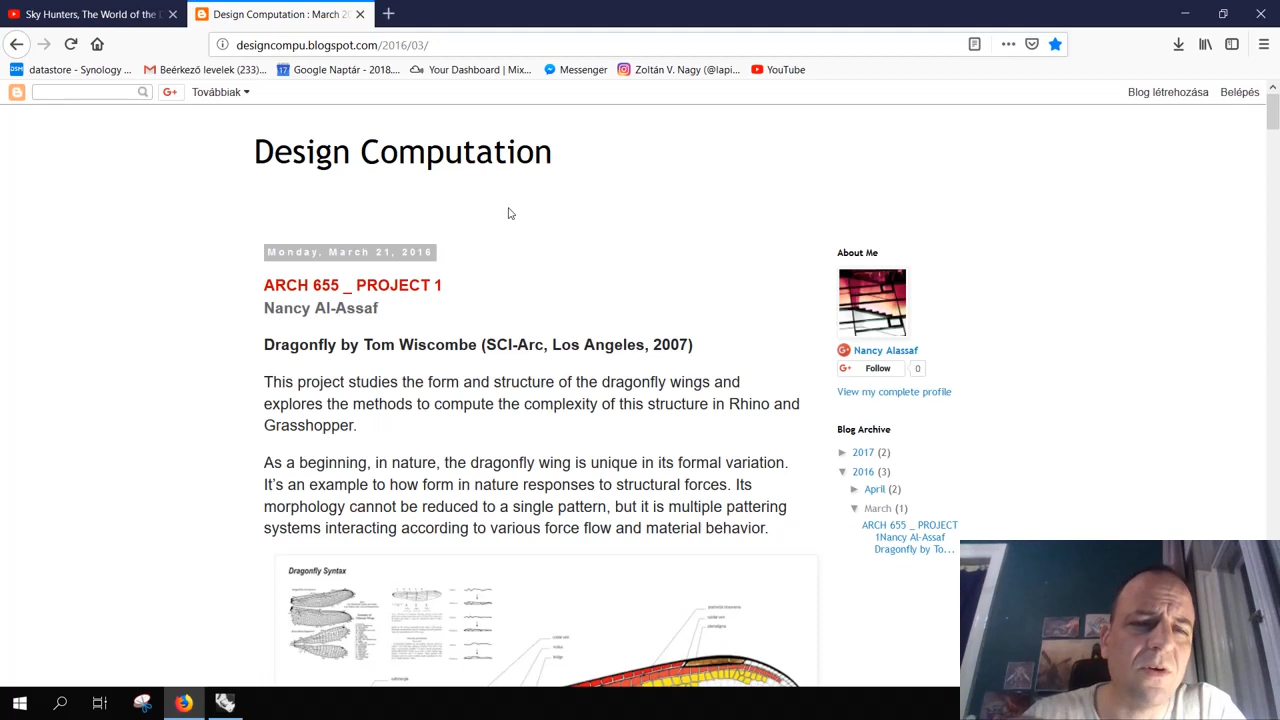 Sky Hunters, The World of the D
Design Computation : March 20
designcompu.blogspot.com/2016/03/
datastore - Synology ...
Beérkező levelek (233)...
Google Naptár - 2018....
Your Dashboard | Mix...
Messenger
Zoltán V. Nagy (@lapi...
YouTube
Továbbiak
Blog létrehozása
Belépés
Design Computation
Monday, March 21, 2016
ARCH 655 _ PROJECT 1
Nancy Al-Assaf
Dragonfly by Tom Wiscombe (SCI-Arc, Los Angeles, 2007)
This project studies the form and structure of the dragonfly wings and
explores the methods to compute the complexity of this structure in Rhino and
Grasshopper.
As a beginning, in nature, the dragonfly wing is unique in its formal variation.
It's an example to how form in nature responses to structural forces. Its
morphology cannot be reduced to a single pattern, but it is multiple pattering
systems interacting according to various force flow and material behavior.
Dragonfly Syntax
About Me
Nancy Alassaf
G+ Follow 0
View my complete profile
Blog Archive
► 2017 (2)
▼ 2016 (3)
► April (2)
▼ March (1)
ARCH 655 _ PROJECT
1Nancy Al-Assaf
Dragonfly by To...